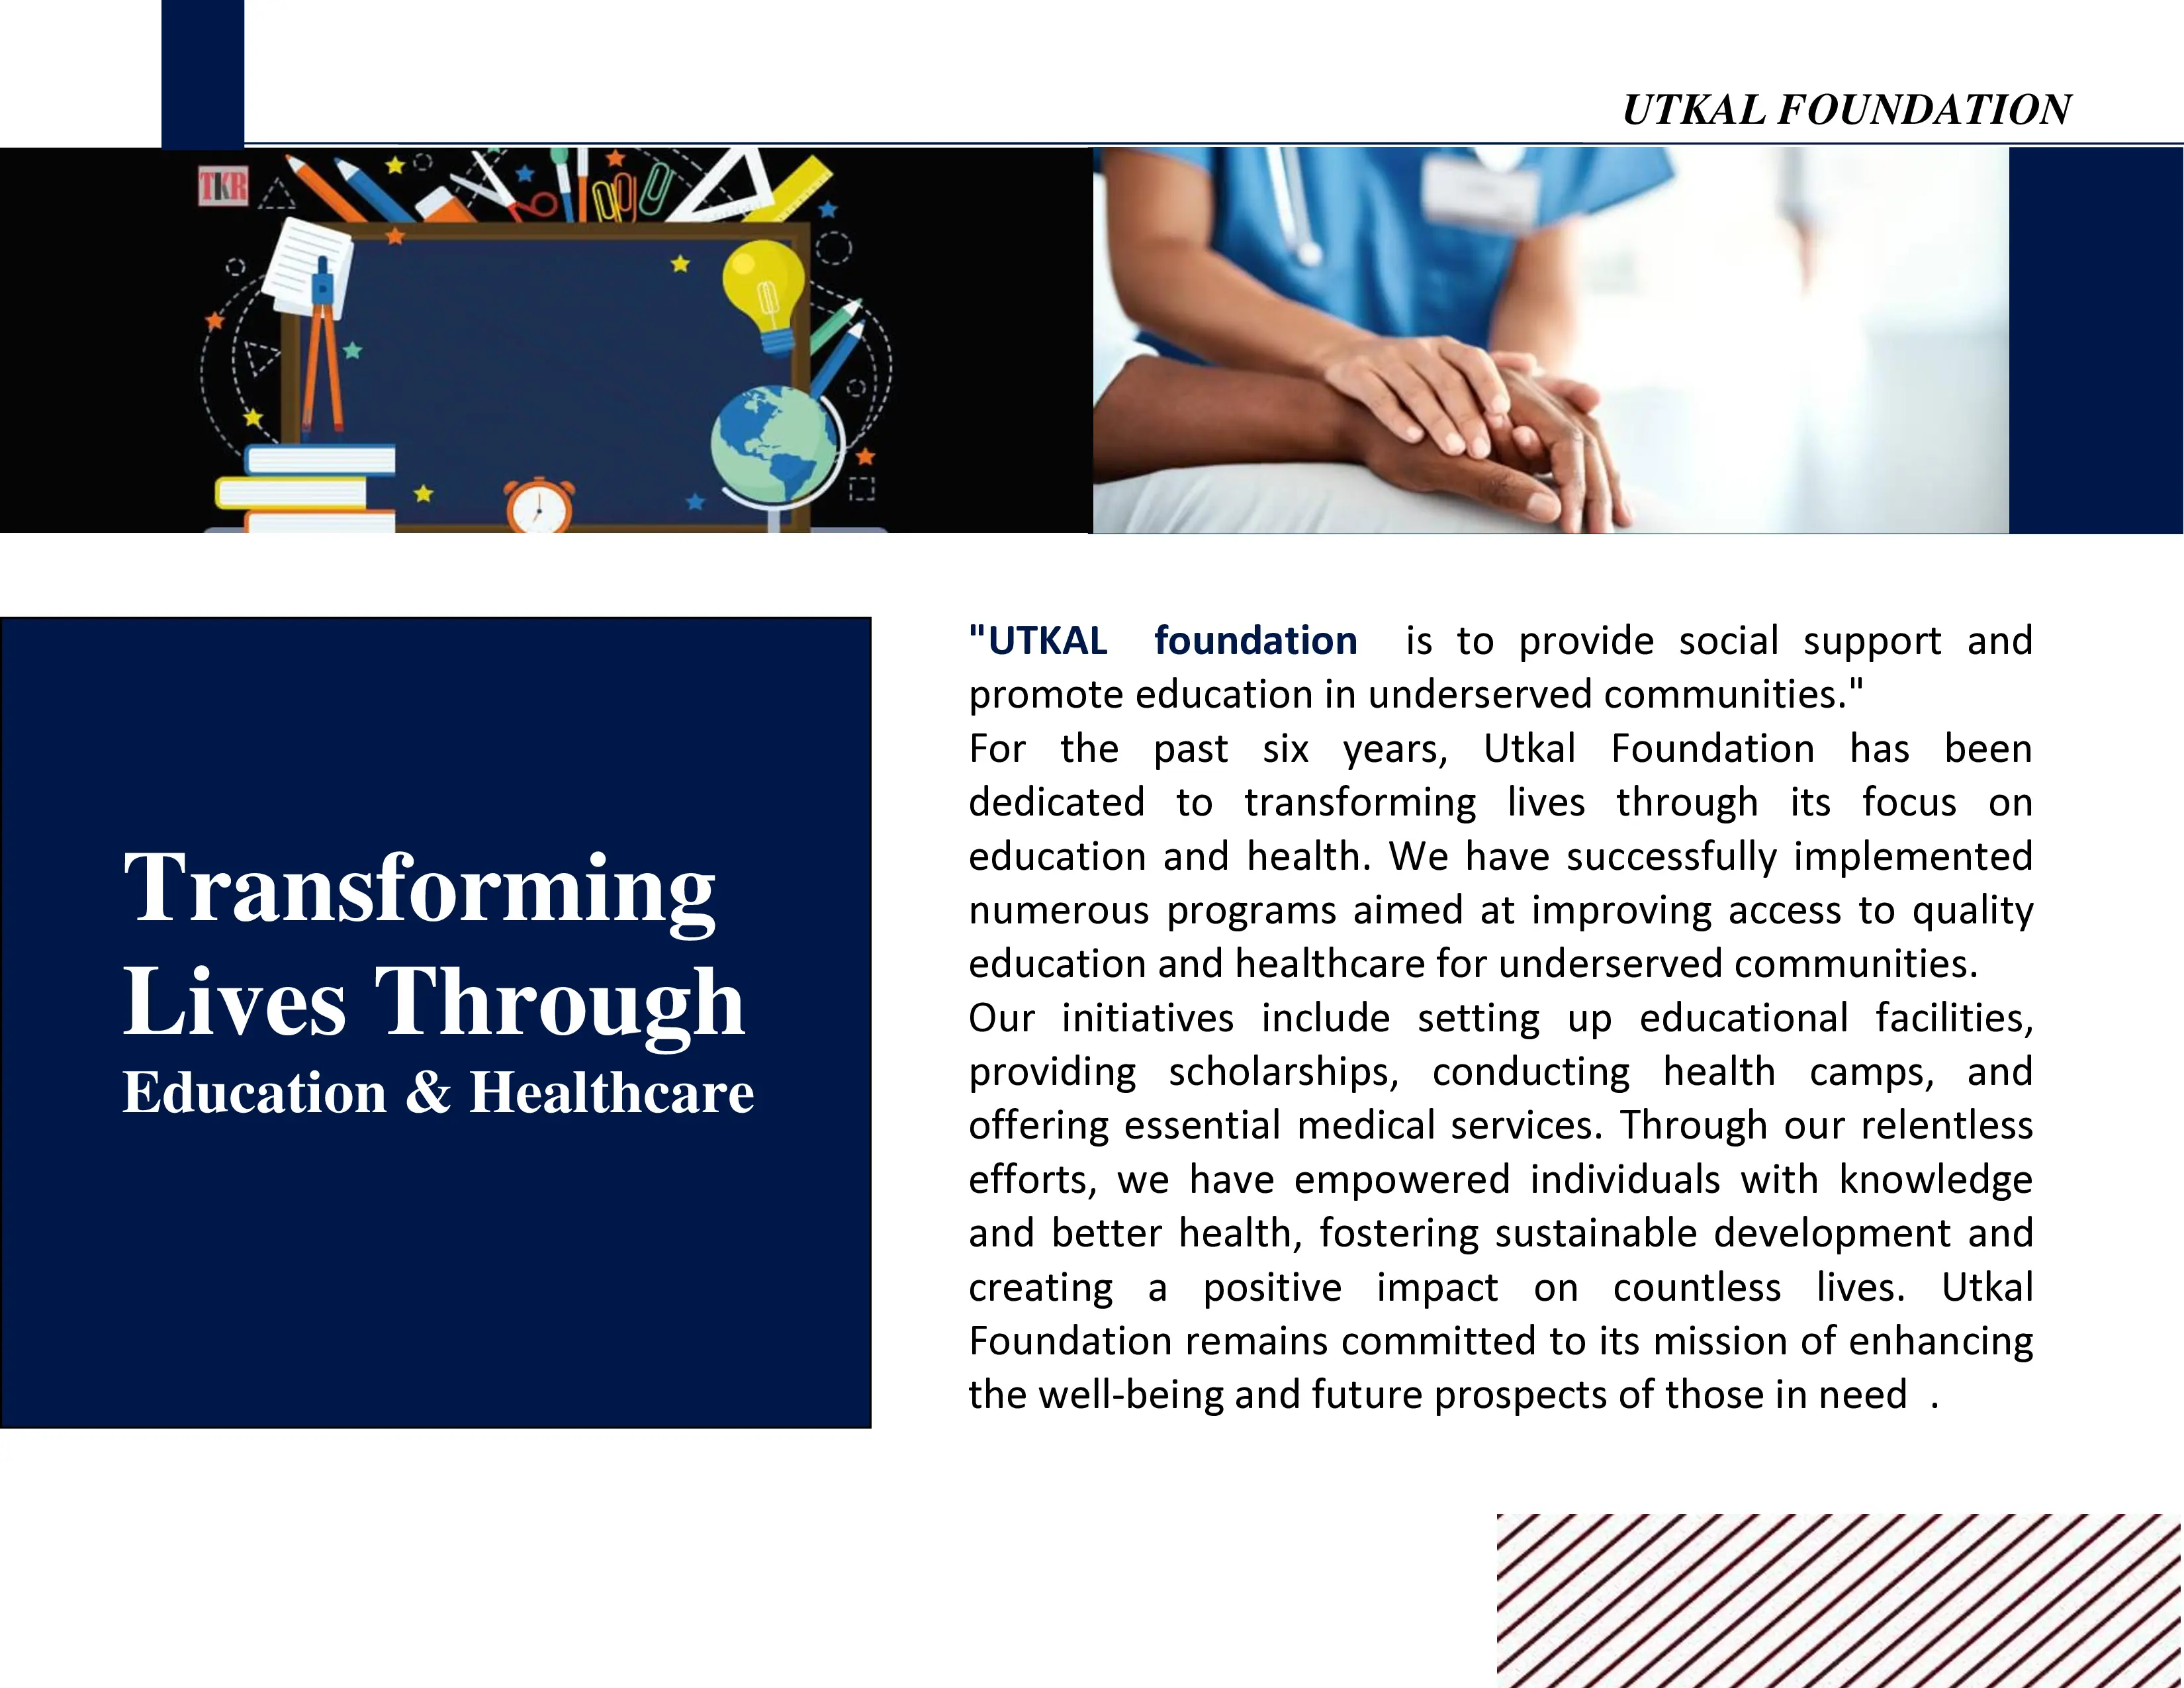 UTKAL FOUNDATION
TKR
Transforming
Lives Through
Education & Healthcare
"UTKAL foundation is to provide social support and
promote education in underserved communities."
For the past six years, Utkal Foundation has been
dedicated to transforming lives through its focus on
education and health. We have successfully implemented
numerous programs aimed at improving access to quality
education and healthcare for underserved communities.
Our initiatives include setting up educational facilities,
providing scholarships, conducting health camps, and
offering essential medical services. Through our relentless
efforts, we have empowered individuals with knowledge
and better health, fostering sustainable development and
creating a positive impact on countless lives. Utkal
Foundation remains committed to its mission of enhancing
the well-being and future prospects of those in need .